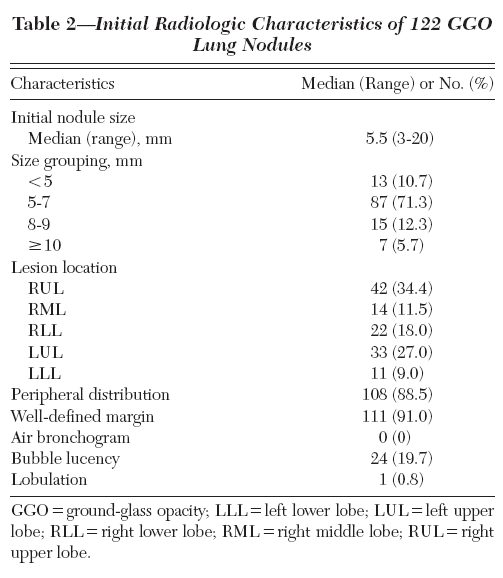 Table 2—Initial Radiologic Characteristics of 122 GGO
Lung Nodules
Characteristics Median (Range) or No. (%)
Initial nodule size
Median (range), mm 5.5 (3-20)
Size grouping, mm
<5 13 (10.7)
5-7 87 (71.3)
8-9 15 (12.3)
≥10 7 (5.7)
Lesion location
RUL 42 (34.4)
RML 14 (11.5)
RLL 22 (18.0)
LUL 33 (27.0)
LLL 11 (9.0)
Peripheral distribution 108 (88.5)
Well-defined margin 111 (91.0)
Air bronchogram 0 (0)
Bubble lucency 24 (19.7)
Lobulation 1 (0.8)
GGO = ground-glass opacity; LLL = left lower lobe; LUL = left upper
lobe; RLL = right lower lobe; RML = right middle lobe; RUL = right
upper lobe.